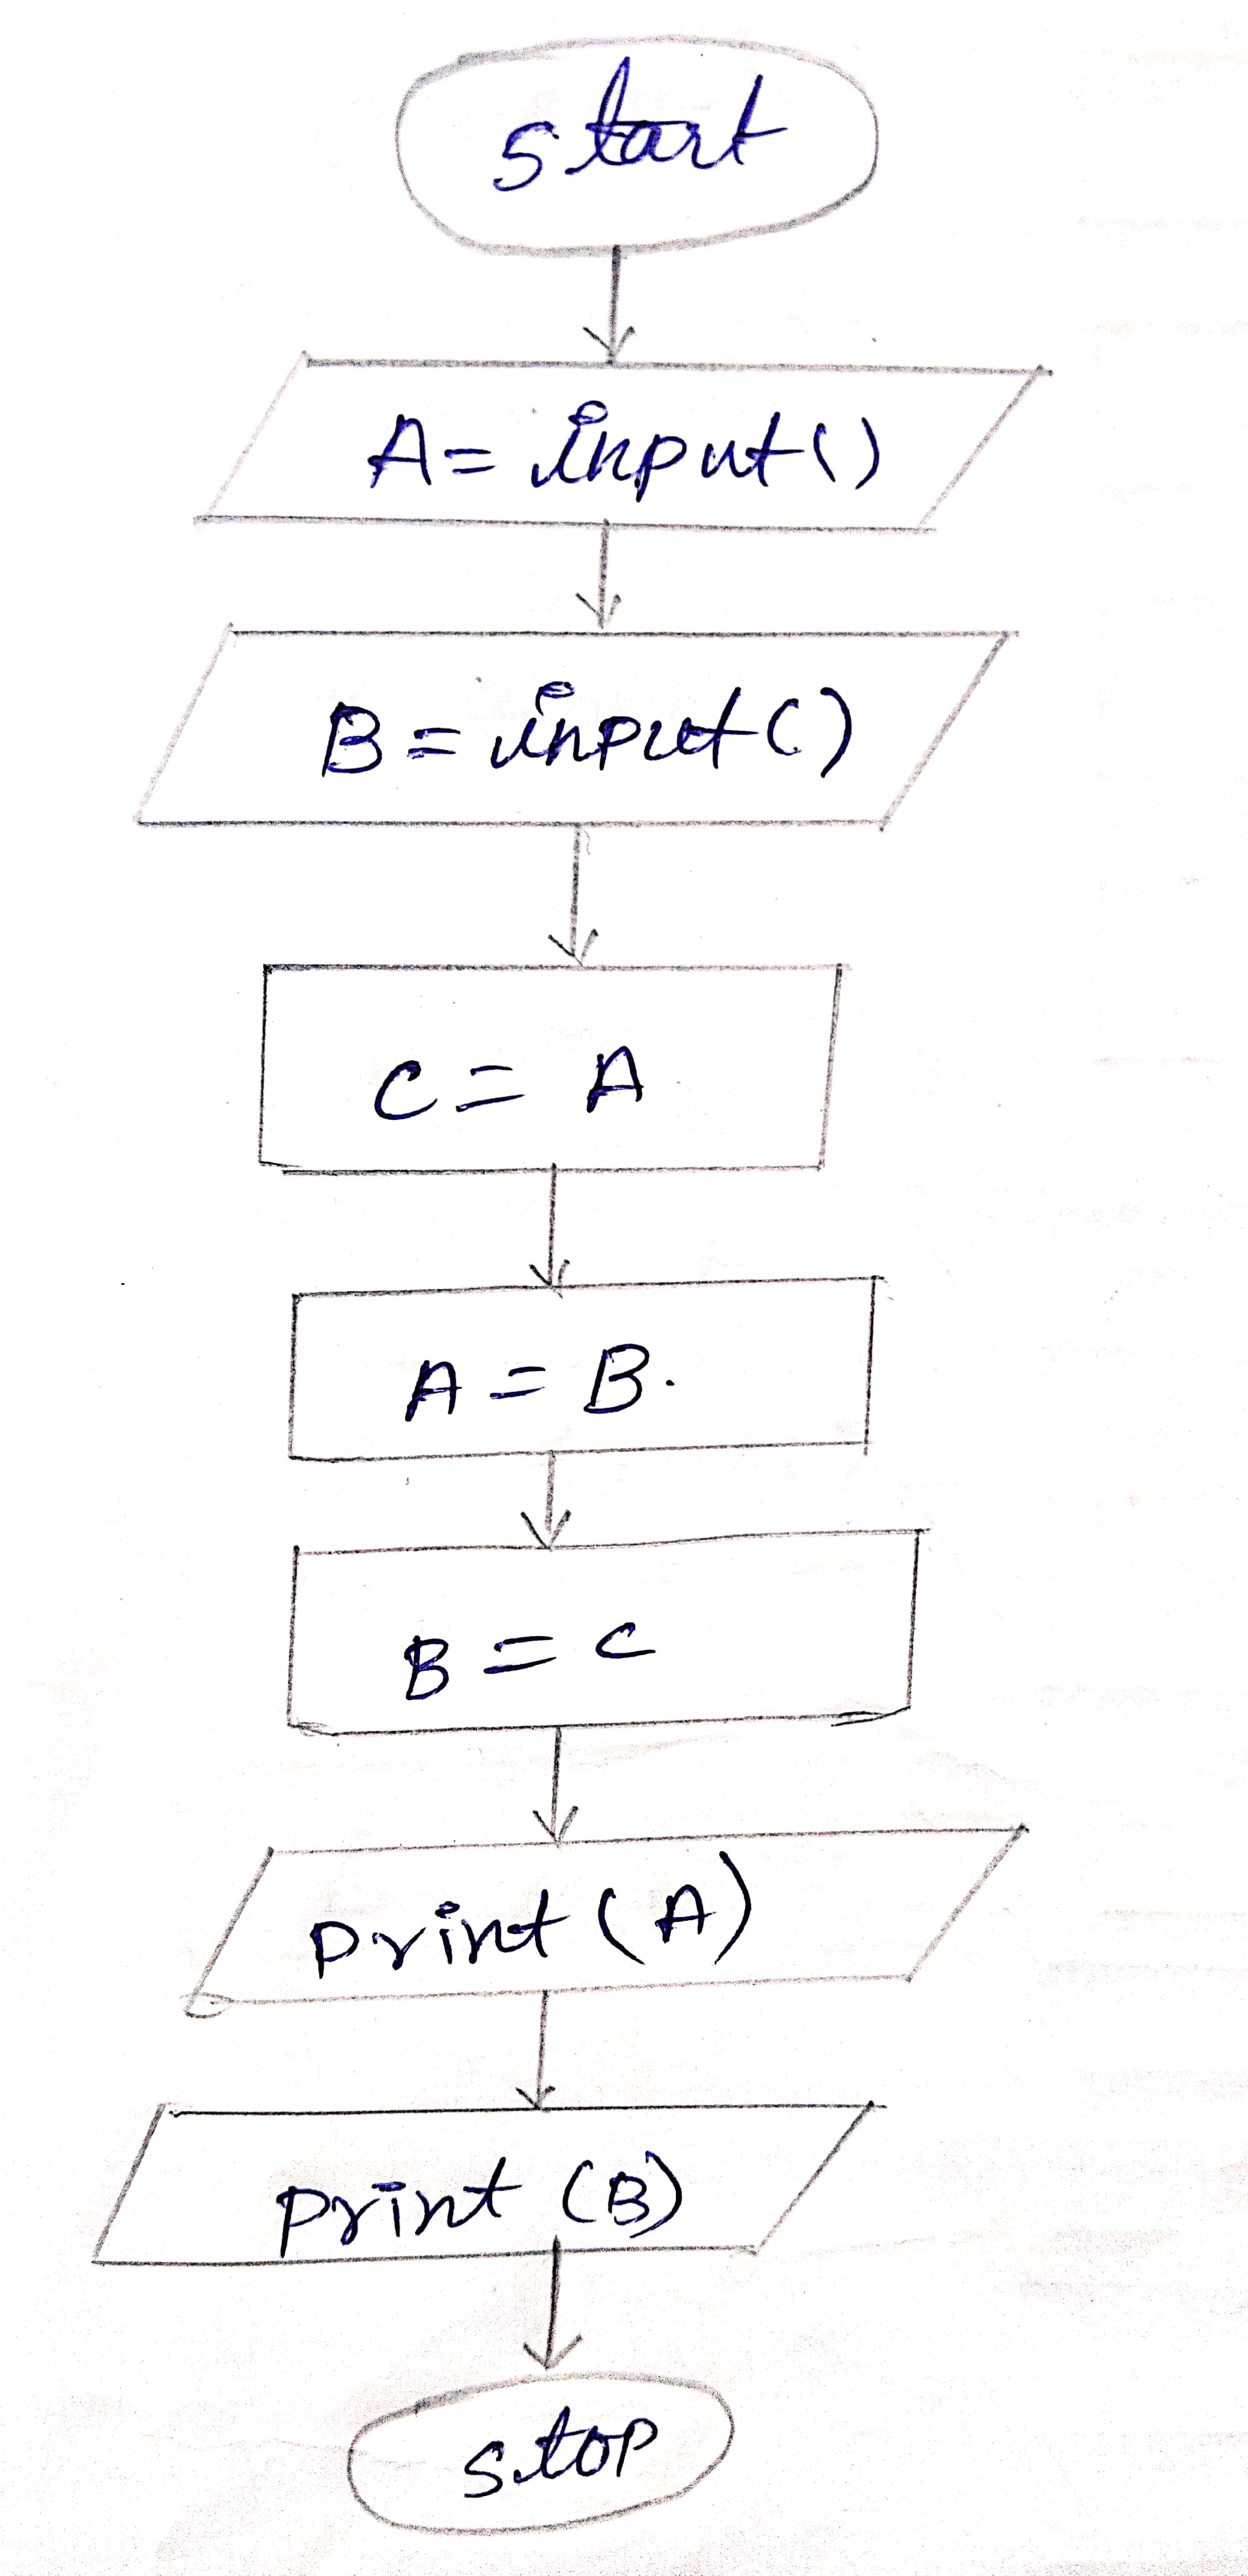 start
A= input()
B = input()
C = A
A = B.
B = C
print (A)
print (B)
stop